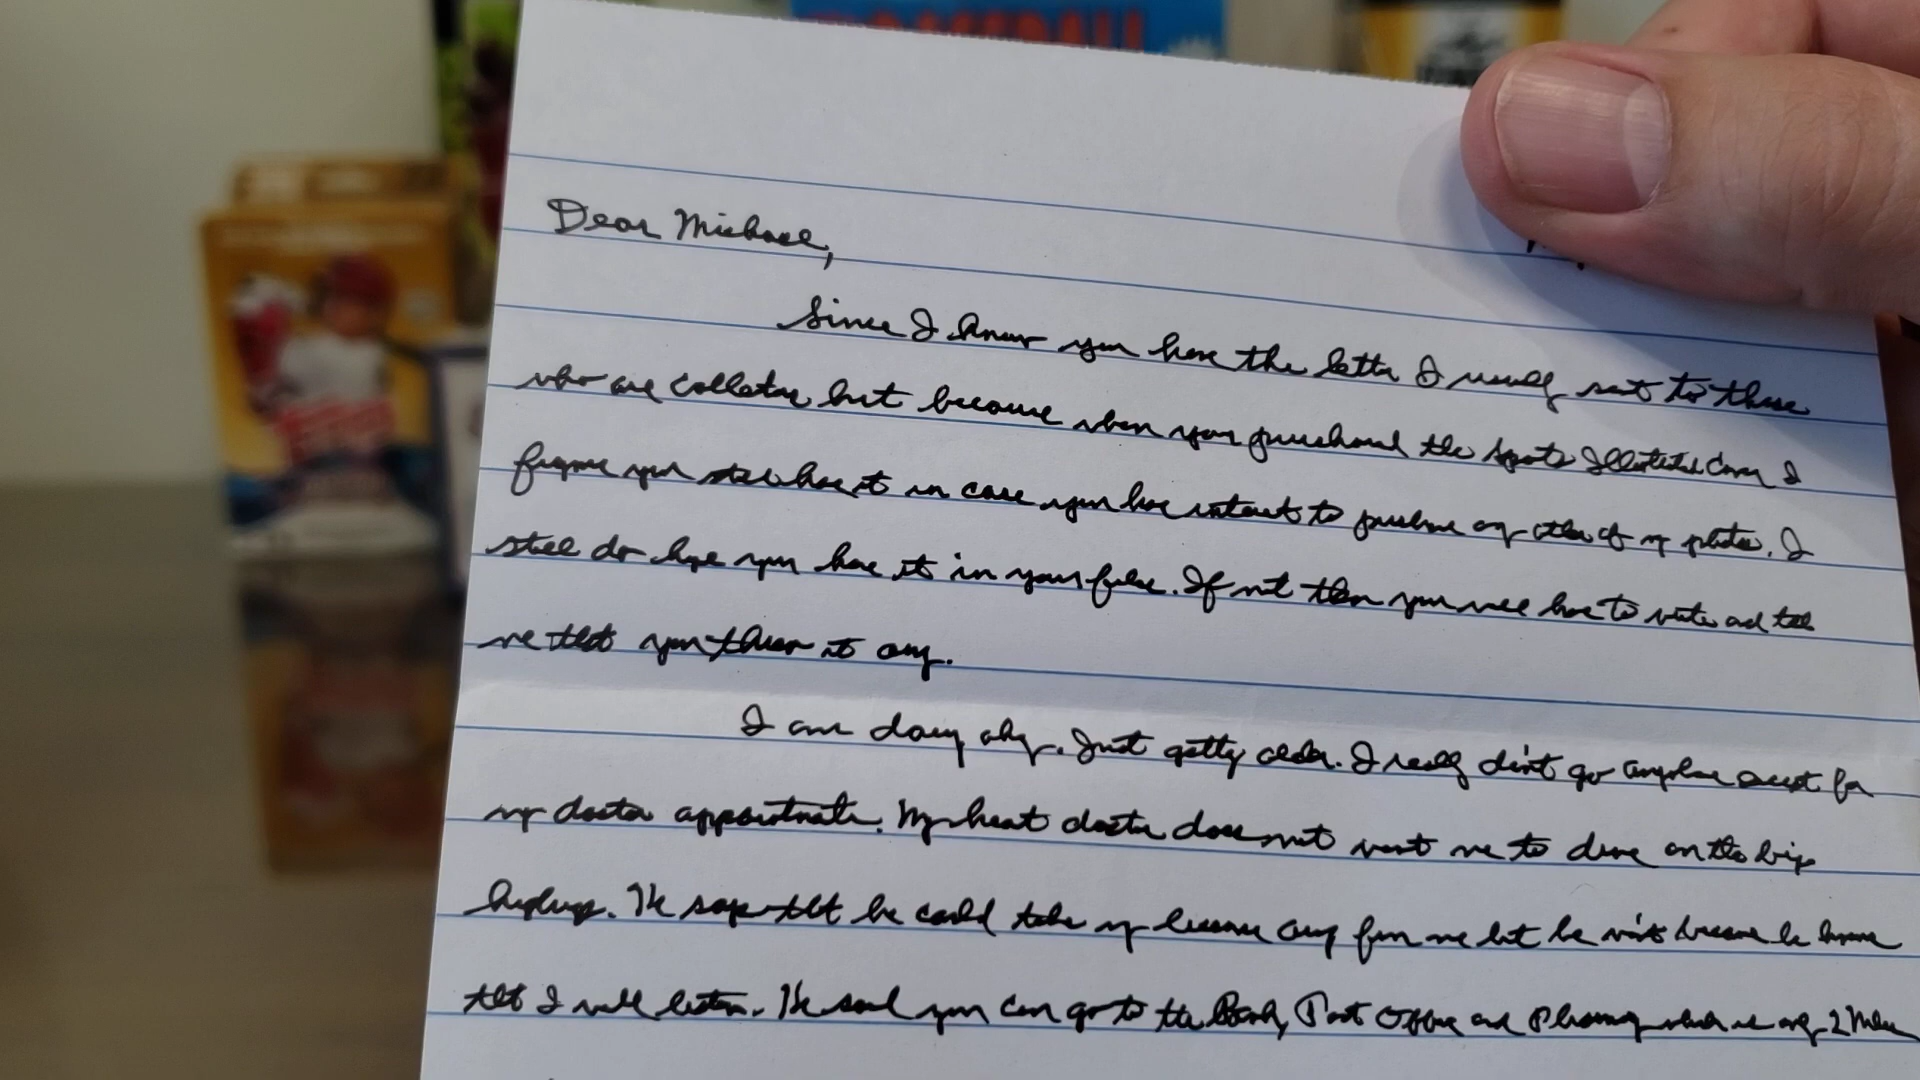 Dear Michael,
Since I know you have the letter I usually sent to those
who are collectors but because when you purchased the Sports Illustrated Cover I
figure you still have it in case you have interest to purchase any other of my photos. I
still do hope you have it in your files. If not then you will have to write and tell
me that you threw it away.
I am doing okay. Just getting older. I really don't go anyplace except for
my doctor appointments. My heart doctor does not want me to drive on the big
highways. He says that he could take my license away from me but he won't because he knows
that I will listen. He said you can go to the Bank, Post Office and Pharmacy which is only 2 Miles